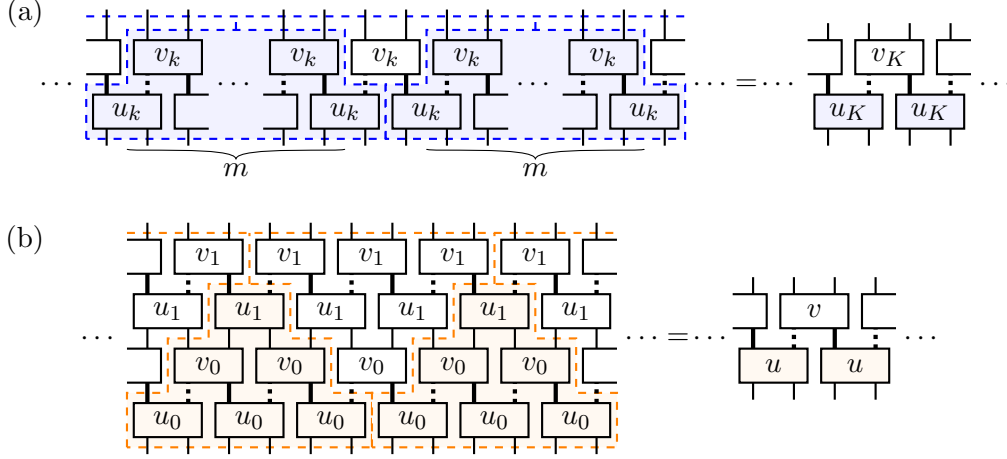 (a)
v_k v_k v_k v_k v_K
··· ··· ··· ··· = ··· ···
u_k u_k u_k u_k u_K u_K
m m
(b)
v_1 v_1 v_1 v_1 v_1
u_1 u_1 u_1 u_1 u_1 u_1 v
··· ··· = ··· ···
v_0 v_0 v_0 v_0 v_0 u u
u_0 u_0 u_0 u_0 u_0 u_0